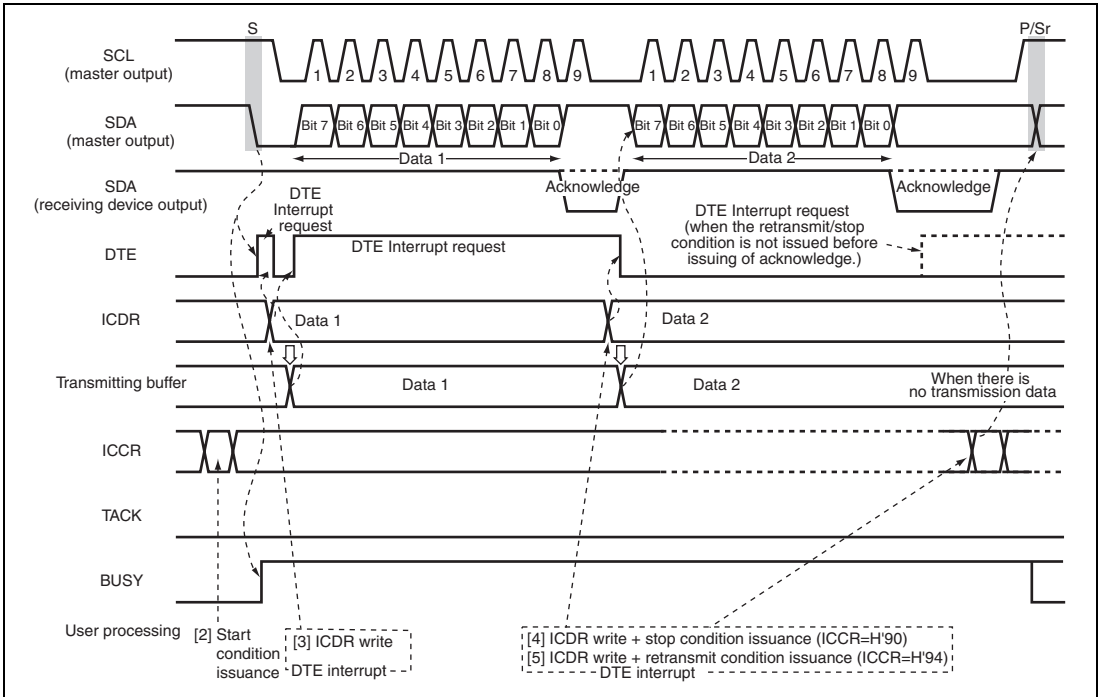 S
P/Sr
SCL
(master output)
1 2 3 4 5 6 7 8 9
1 2 3 4 5 6 7 8 9
SDA
(master output)
Bit 7 Bit 6 Bit 5 Bit 4 Bit 3 Bit 2 Bit 1 Bit 0
Bit 7 Bit 6 Bit 5 Bit 4 Bit 3 Bit 2 Bit 1 Bit 0
Data 1
Data 2
SDA
(receiving device output)
Acknowledge
Acknowledge
DTE
Interrupt
request
DTE Interrupt request
(when the retransmit/stop
condition is not issued before
issuing of acknowledge.)
DTE
DTE Interrupt request
ICDR
Data 1
Data 2
Transmitting buffer
Data 1
Data 2
When there is
no transmission data
ICCR
TACK
BUSY
User processing
[2] Start
condition
issuance
[3] ICDR write
DTE interrupt
[4] ICDR write + stop condition issuance (ICCR=H'90)
[5] ICDR write + retransmit condition issuance (ICCR=H'94)
DTE interrupt